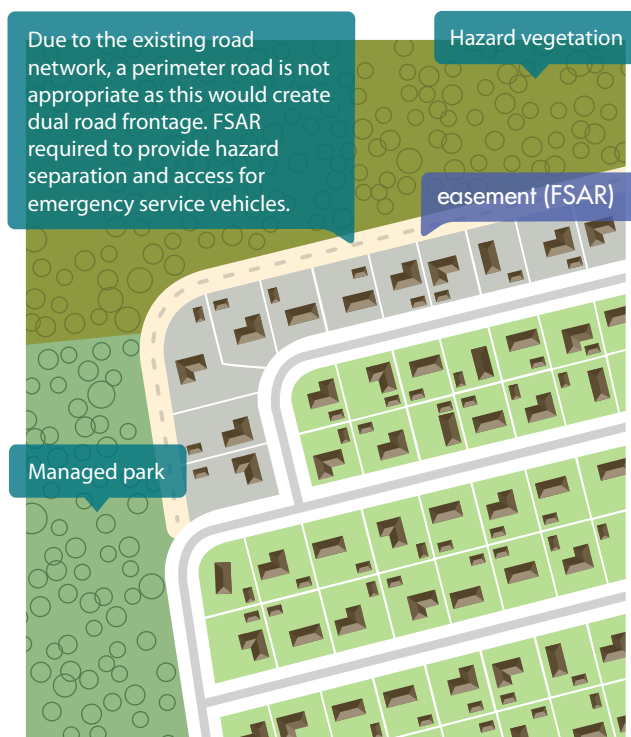 Due to the existing road
network, a perimeter road is not
appropriate as this would create
dual road frontage. FSAR
required to provide hazard
separation and access for
emergency service vehicles.
Hazard vegetation
easement (FSAR)
Managed park